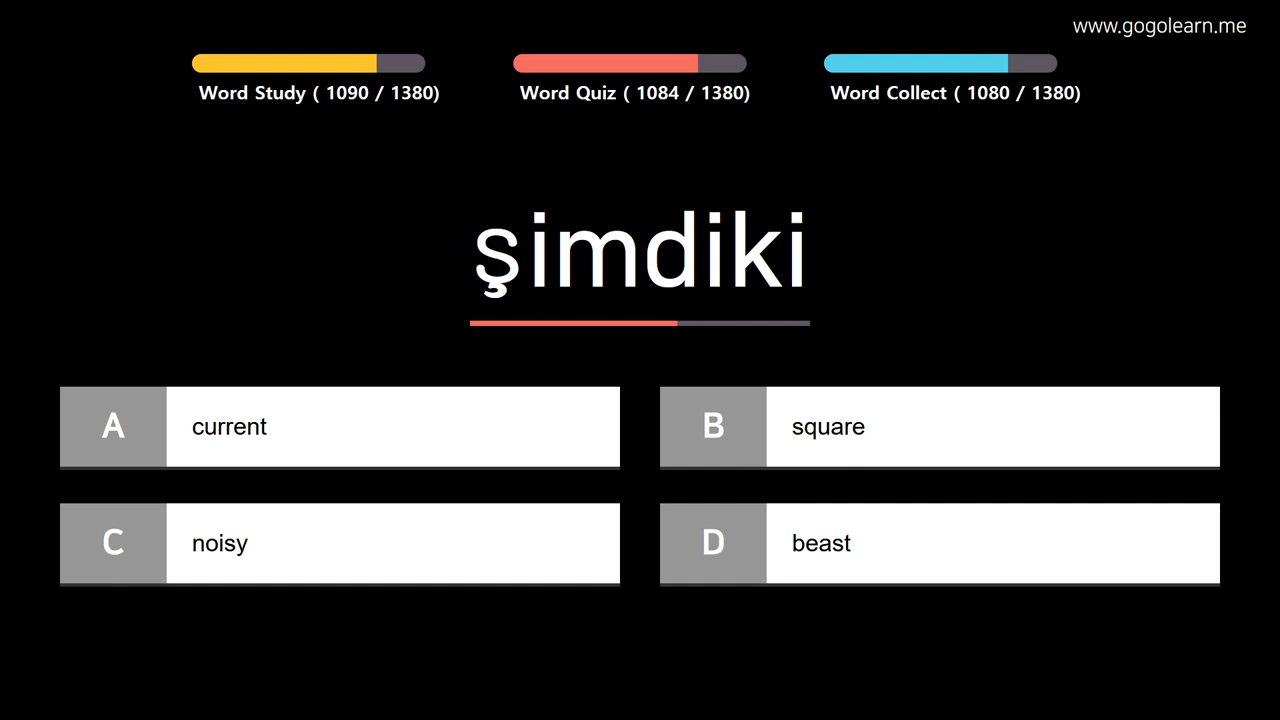 www.gogolearn.me
Word Study ( 1090 / 1380)
Word Quiz ( 1084 / 1380)
Word Collect ( 1080 / 1380)
şimdiki
A current
B square
C noisy
D beast